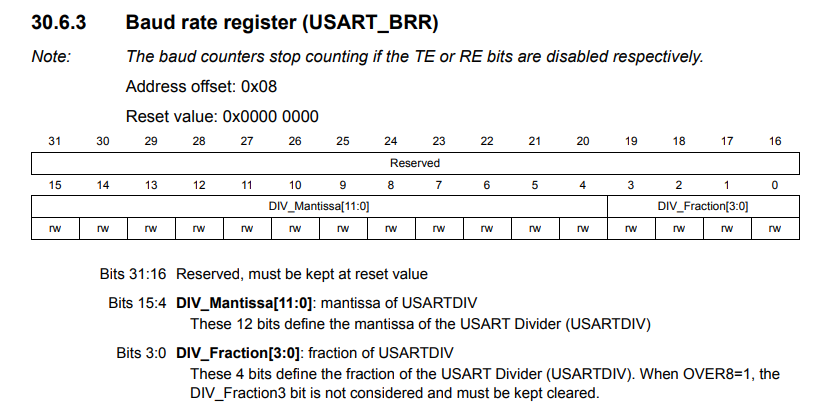 30.6.3 Baud rate register (USART_BRR)
Note: The baud counters stop counting if the TE or RE bits are disabled respectively.
Address offset: 0x08
Reset value: 0x0000 0000
31 30 29 28 27 26 25 24 23 22 21 20 19 18 17 16
Reserved
15 14 13 12 11 10 9 8 7 6 5 4 3 2 1 0
DIV_Mantissa[11:0] DIV_Fraction[3:0]
rw rw rw rw rw rw rw rw rw rw rw rw rw rw rw rw
Bits 31:16 Reserved, must be kept at reset value
Bits 15:4 DIV_Mantissa[11:0]: mantissa of USARTDIV
These 12 bits define the mantissa of the USART Divider (USARTDIV)
Bits 3:0 DIV_Fraction[3:0]: fraction of USARTDIV
These 4 bits define the fraction of the USART Divider (USARTDIV). When OVER8=1, the
DIV_Fraction3 bit is not considered and must be kept cleared.